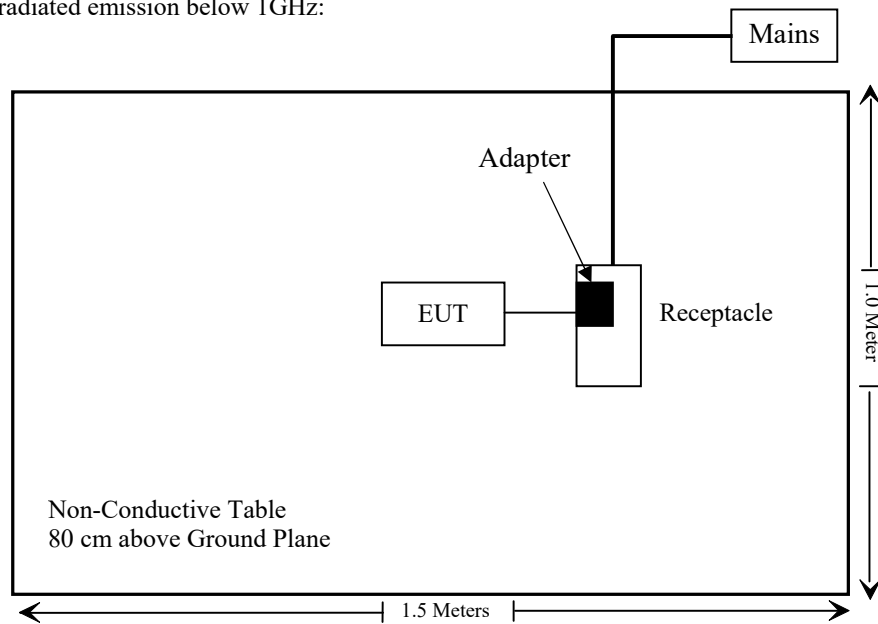 radiated emission below 1GHz:
Mains
Adapter
EUT
Receptacle
1.0 Meter
Non-Conductive Table
80 cm above Ground Plane
1.5 Meters